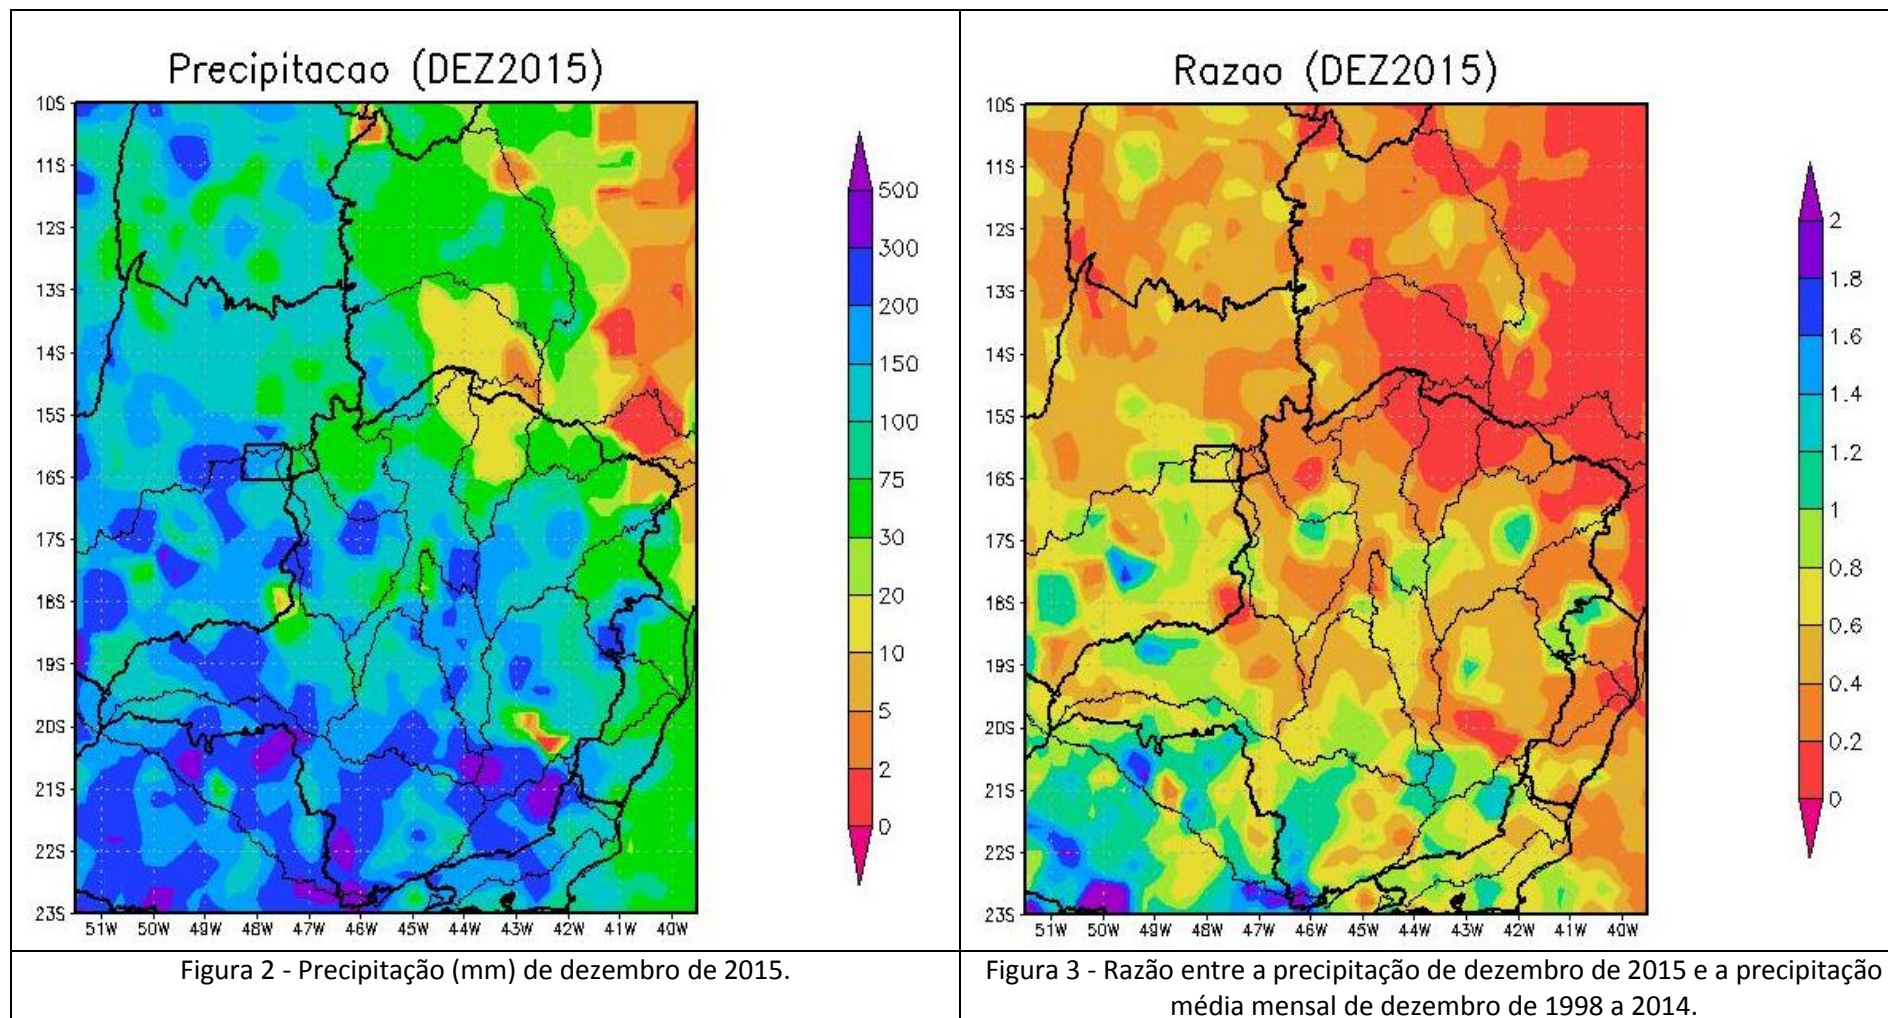 Precipitacao (DEZ2015)
10S
11S
12S
13S
14S
15S
16S
17S
18S
19S
20S
21S
22S
23S
51W 50W 49W 48W 47W 46W 45W 44W 43W 42W 41W 40W
500
300
200
150
100
75
30
20
10
5
2
0
Figura 2 - Precipitação (mm) de dezembro de 2015.
Razao (DEZ2015)
10S
11S
12S
13S
14S
15S
16S
17S
18S
19S
20S
21S
22S
23S
51W 50W 49W 48W 47W 46W 45W 44W 43W 42W 41W 40W
2
1.8
1.6
1.4
1.2
1
0.8
0.6
0.4
0.2
0
Figura 3 - Razão entre a precipitação de dezembro de 2015 e a precipitação
média mensal de dezembro de 1998 a 2014.